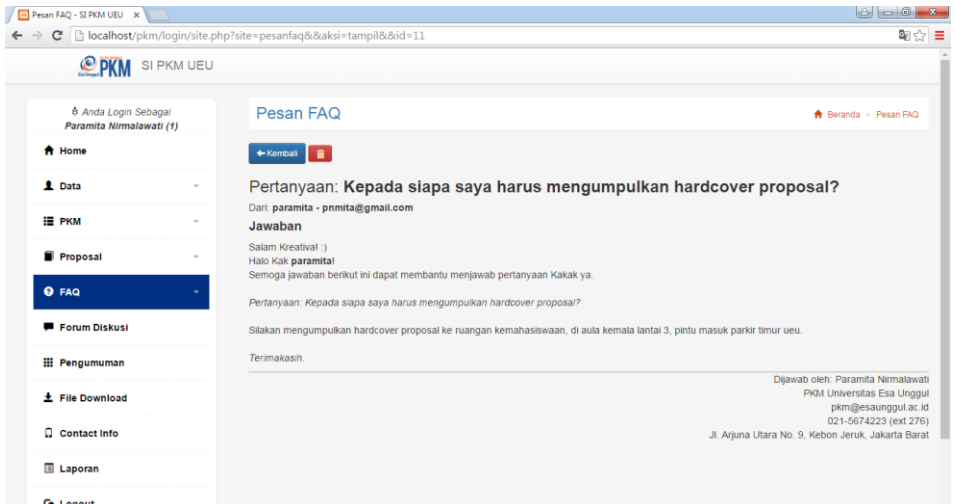 Pesan FAQ - SI PKM UEU
localhost/pkm/login/site.php?site=pesanfaq&&aksi=tampil&&id=11
PKM SI PKM UEU
Anda Login Sebagai
Paramita Nirmalawati (1)
Home
Data
PKM
Proposal
FAQ
Forum Diskusi
Pengumuman
File Download
Contact Info
Laporan
Logout
Pesan FAQ
Beranda > Pesan FAQ
Kembali
Pertanyaan: Kepada siapa saya harus mengumpulkan hardcover proposal?
Dari: paramita - pnmita@gmail.com
Jawaban
Salam Kreativa! :)
Halo Kak paramita!
Semoga jawaban berikut ini dapat membantu menjawab pertanyaan Kakak ya.
Pertanyaan: Kepada siapa saya harus mengumpulkan hardcover proposal?
Silakan mengumpulkan hardcover proposal ke ruangan kemahasiswaan, di aula kemala lantai 3, pintu masuk parkir timur ueu.
Terimakasih.
Dijawab oleh: Paramita Nirmalawati
PKM Universitas Esa Unggul
pkm@esaunggul.ac.id
021-5674223 (ext 276)
Jl. Arjuna Utara No. 9, Kebon Jeruk, Jakarta Barat